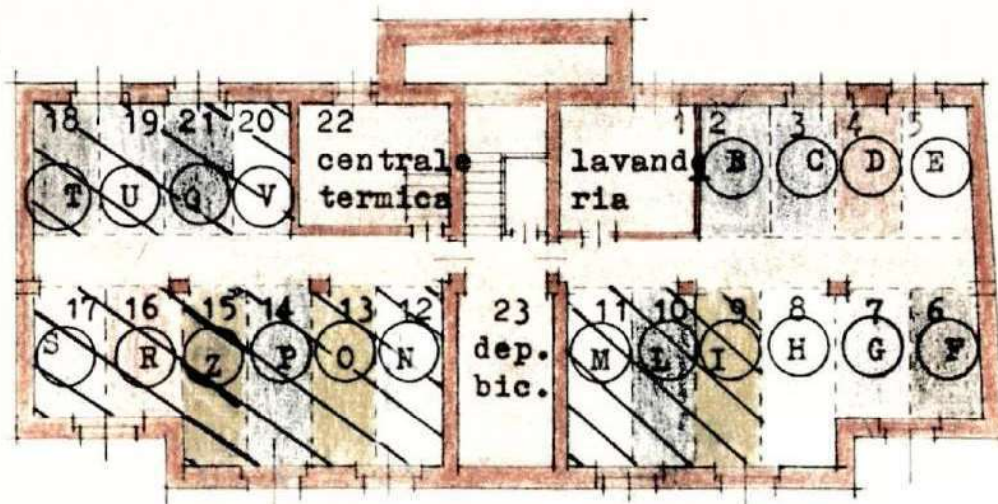 18 19 21 20
T U Q V
22
centrale
termica
1
lavande
ria
2 3 4 5
B C D E
17 16 15 14 13 12
S R Z P O N
23
dep.
bic.
11 10 9 8 7 6
M L I H G F